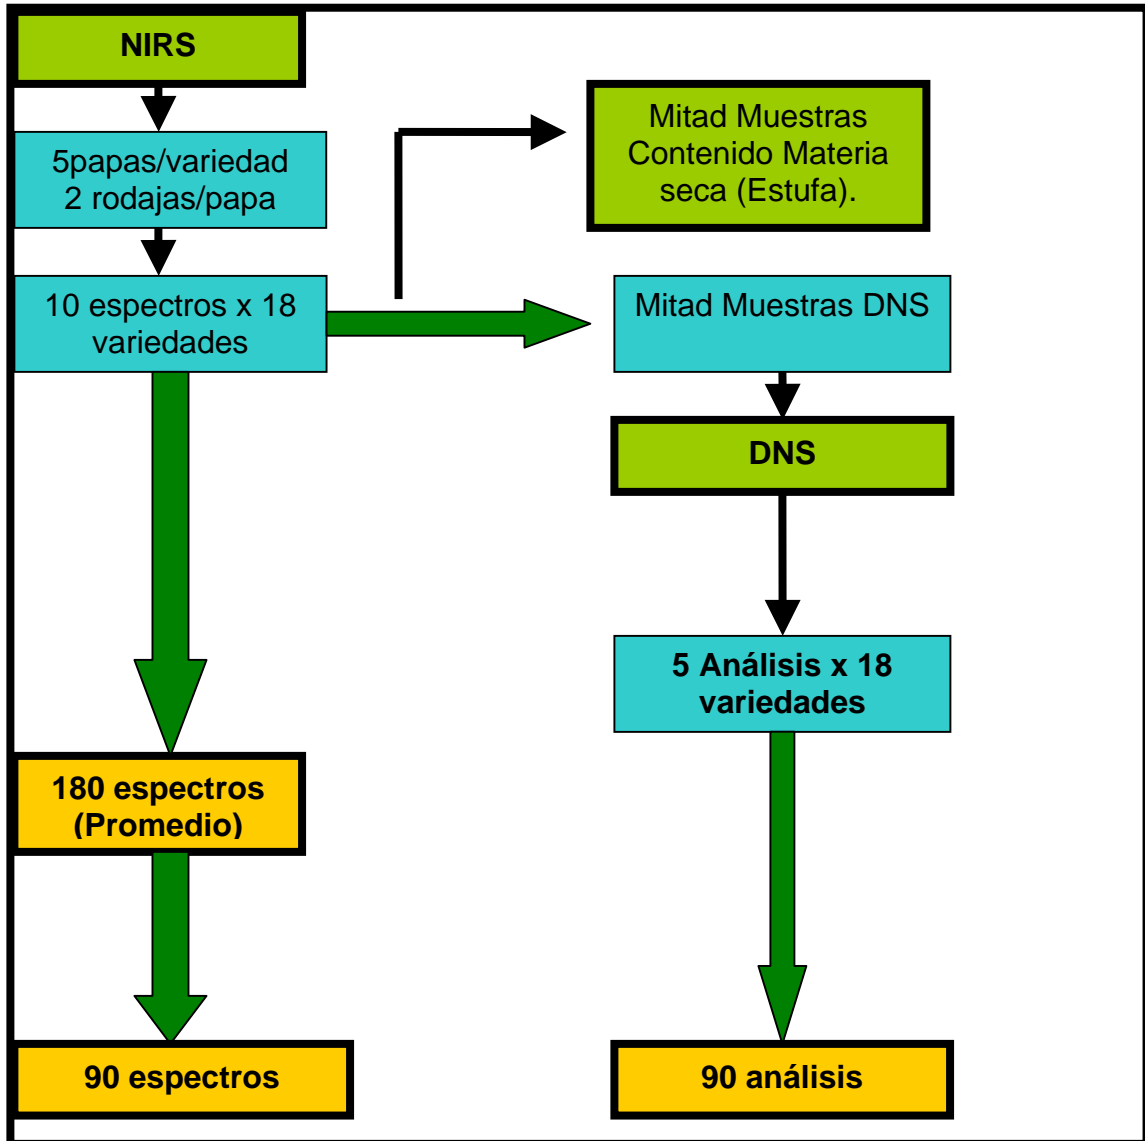 NIRS
5papas/variedad
2 rodajas/papa
10 espectros x 18
variedades
Mitad Muestras
Contenido Materia
seca (Estufa).
Mitad Muestras DNS
DNS
5 Análisis x 18
variedades
180 espectros
(Promedio)
90 espectros
90 análisis